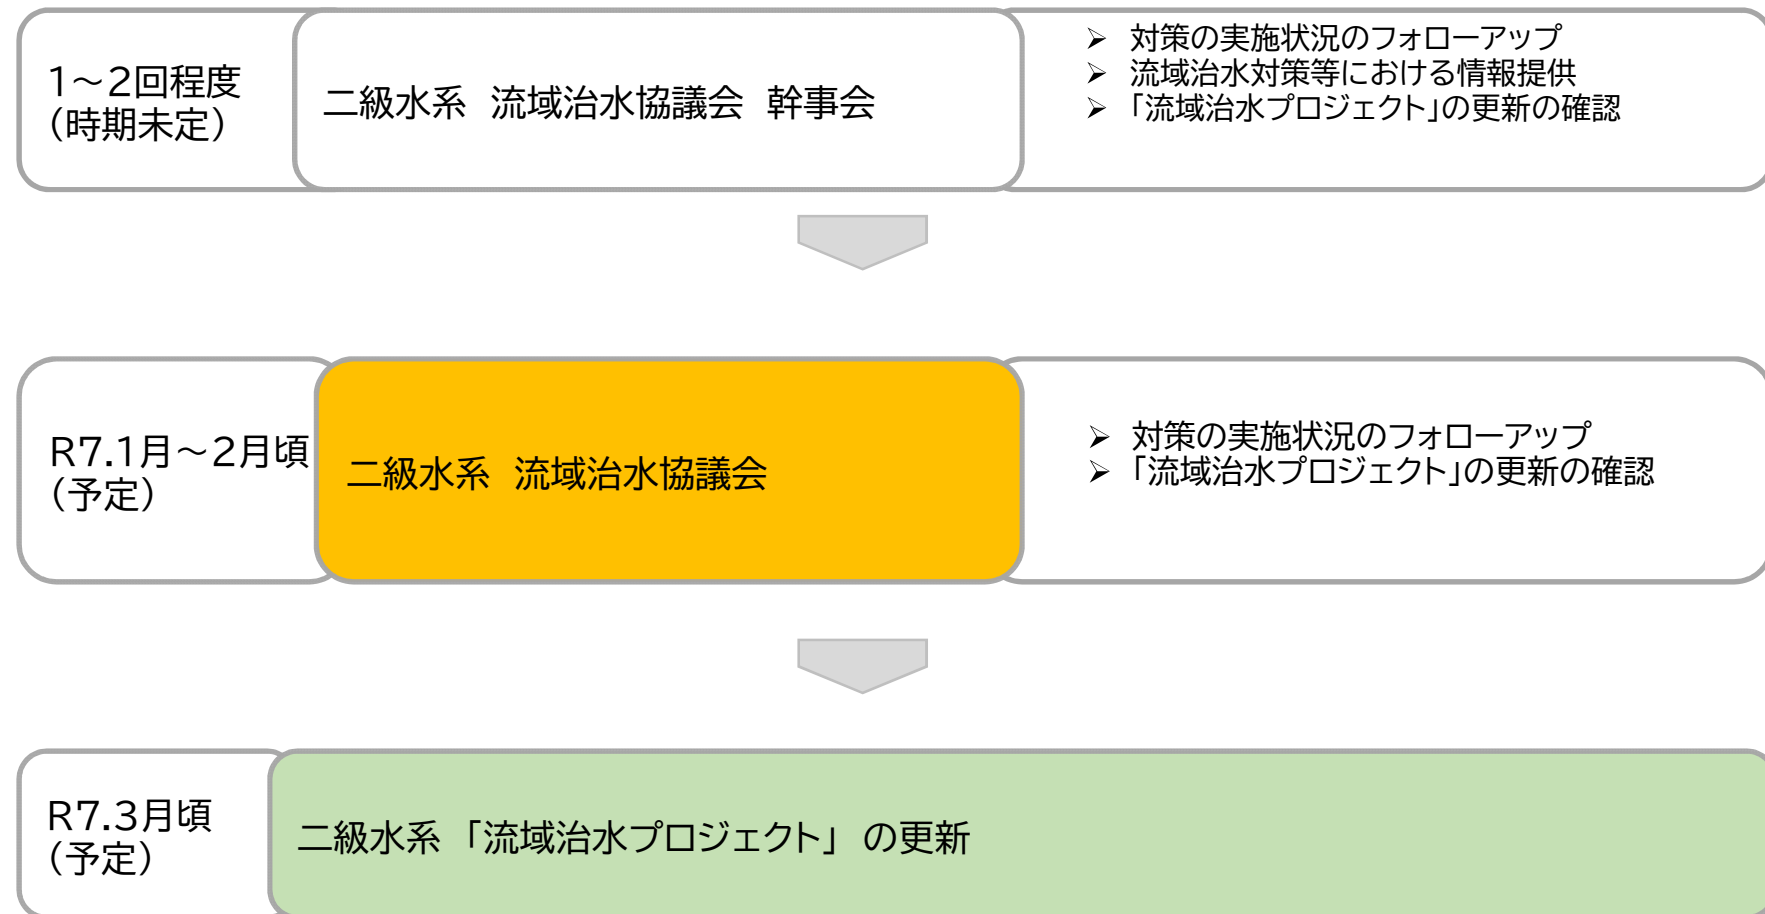 1～2回程度
(時期未定)
二級水系 流域治水協議会 幹事会
➢ 対策の実施状況のフォローアップ
➢ 流域治水対策等における情報提供
➢ 「流域治水プロジェクト」の更新の確認
R7.1月～2月頃
(予定)
二級水系 流域治水協議会
➢ 対策の実施状況のフォローアップ
➢ 「流域治水プロジェクト」の更新の確認
R7.3月頃
(予定)
二級水系 「流域治水プロジェクト」 の更新